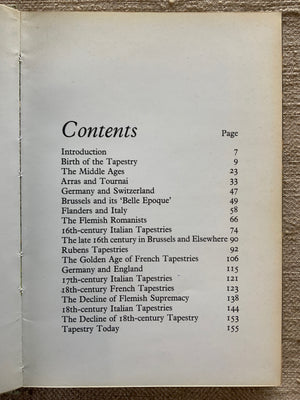 Contents Page
Introduction 7
Birth of the Tapestry 9
The Middle Ages 23
Arras and Tournai 33
Germany and Switzerland 47
Brussels and its 'Belle Epoque' 49
Flanders and Italy 58
The Flemish Romanists 66
16th-century Italian Tapestries 74
The late 16th century in Brussels and Elsewhere 90
Rubens Tapestries 92
The Golden Age of French Tapestries 106
Germany and England 115
17th-century Italian Tapestries 121
18th-century French Tapestries 123
The Decline of Flemish Supremacy 138
18th-century Italian Tapestries 144
The Decline of 18th-century Tapestry 153
Tapestry Today 155